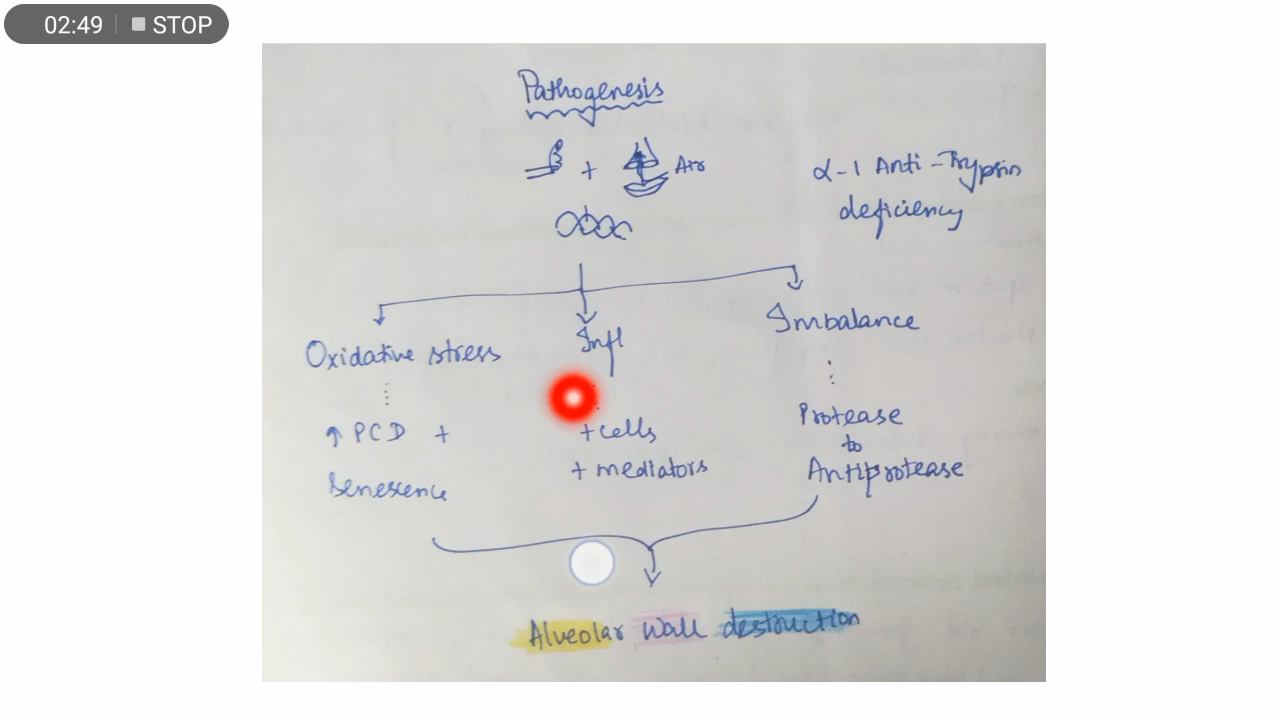 02:49 STOP
Pathogenesis
+ Air
α-1 Anti-Trypsin
deficiency
Oxidative stress
↑ PCD +
Senescence
Infl
+ cells
+ mediators
Imbalance
Protease
to
Antiprotease
Alveolar wall destruction